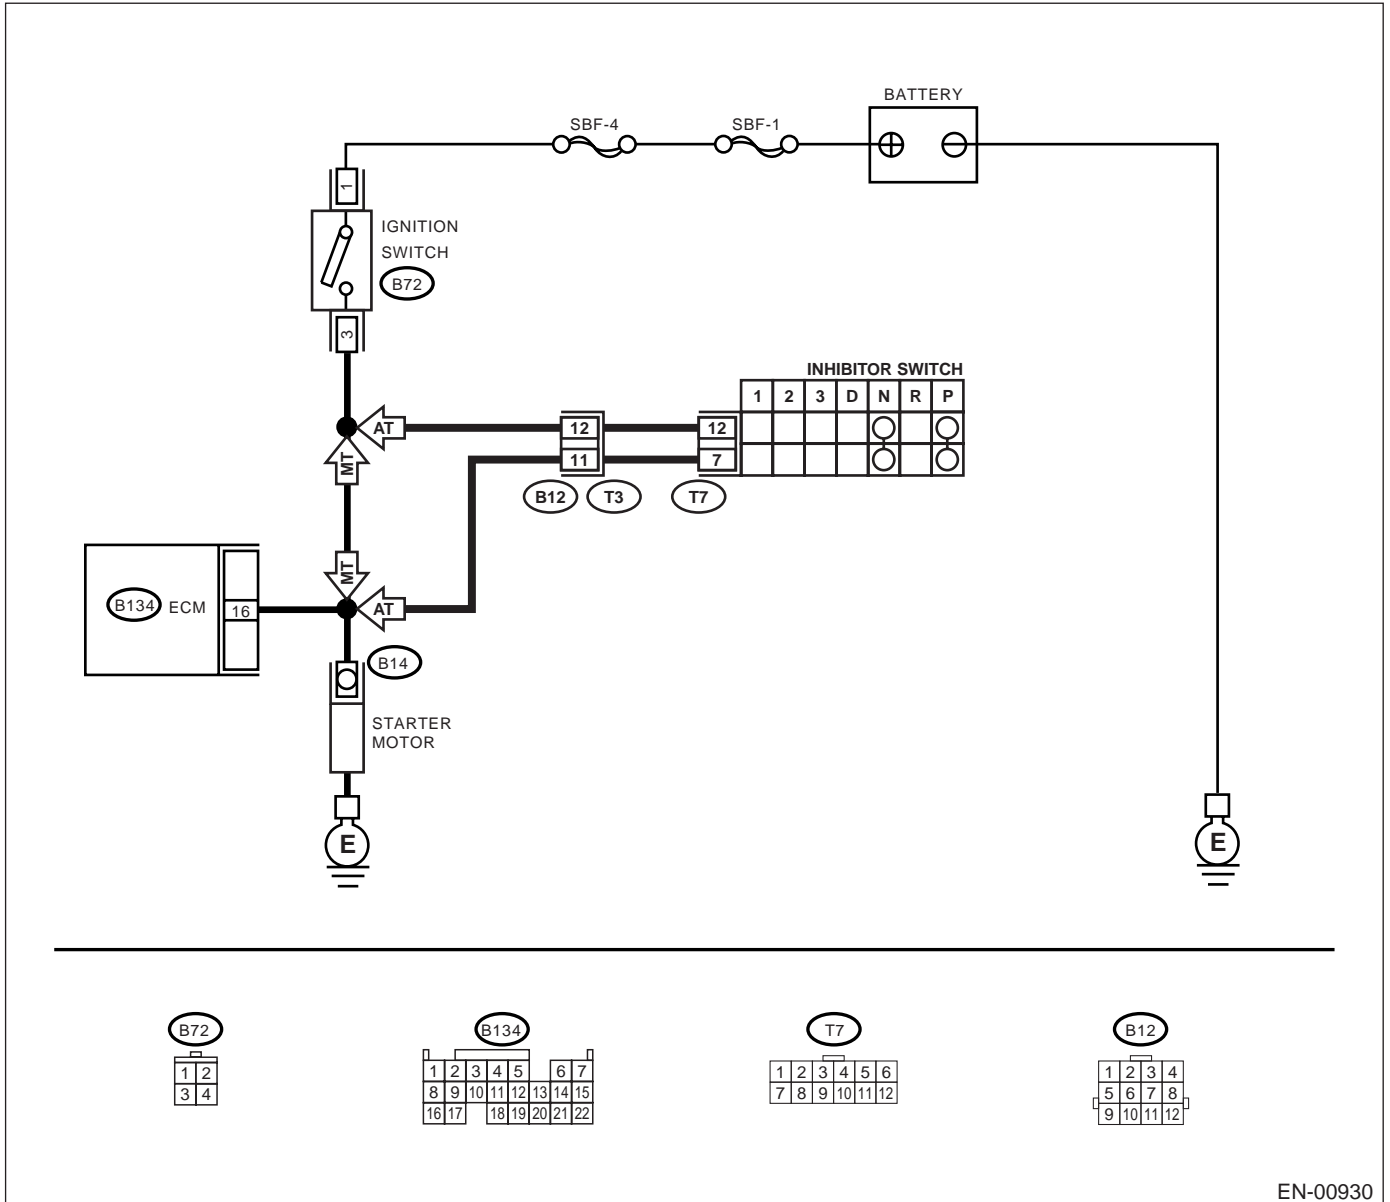 BATTERY
SBF-4
SBF-1
1
IGNITION
SWITCH
B72
3
INHIBITOR SWITCH
1 2 3 D N R P
AT
12
12
MT
11
7
B12
T3
T7
MT
B134
ECM
16
AT
B14
STARTER
MOTOR
E
E
B72
1 2
3 4
B134
1 2 3 4 5 6 7
8 9 10 11 12 13 14 15
16 17 18 19 20 21 22
T7
1 2 3 4 5 6
7 8 9 10 11 12
B12
1 2 3 4
5 6 7 8
9 10 11 12
EN-00930